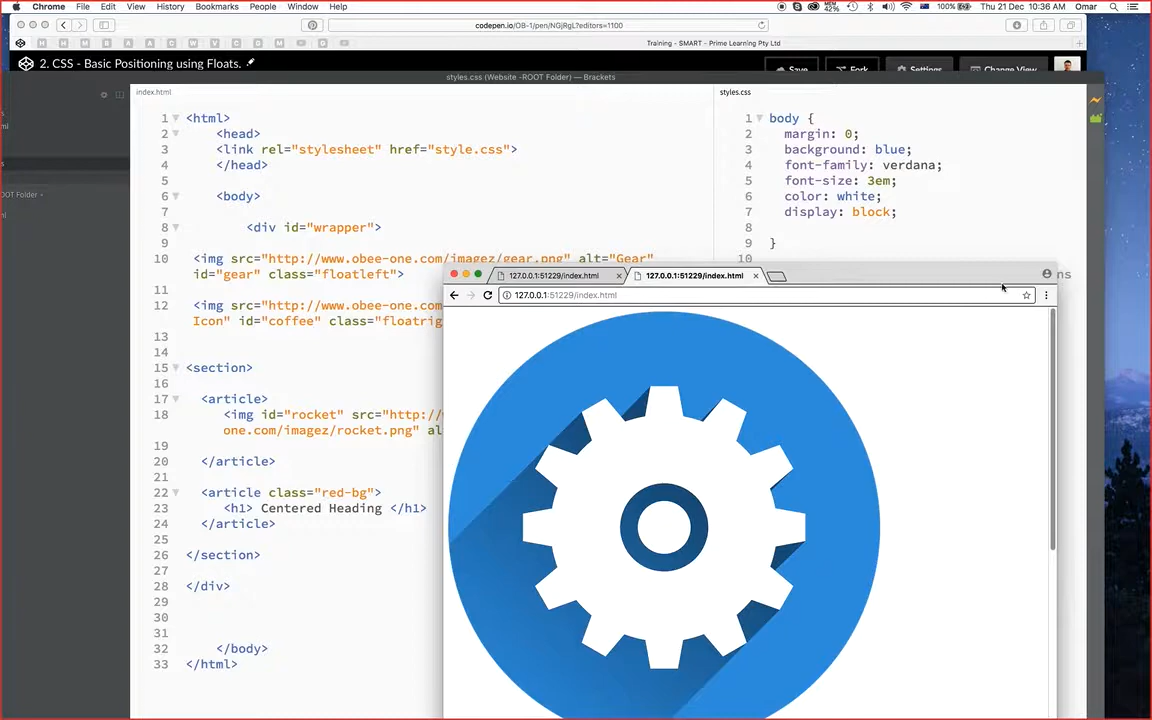 Chrome File Edit View History Bookmarks People Window Help 100% Thu 21 Dec 10:36 AM Omar
codepen.io/OB-1/pen/NGjRgL?editors=1100
Training - SMART - Prime Learning Pty Ltd
2. CSS - Basic Positioning using Floats.
Save Fork Settings Change View
styles.css (Website -ROOT Folder) — Brackets
index.html
1 <html>
2 <head>
3 <link rel="stylesheet" href="style.css">
4 </head>
5
6 <body>
7
8 <div id="wrapper">
9
10 <img src="http://www.obee-one.com/imagez/gear.png" alt="Gear"
id="gear" class="floatleft">
11
12 <img src="http://www.obee-one.com
Icon" id="coffee" class="floatrig
13
14
15 <section>
16
17 <article>
18 <img id="rocket" src="http://
one.com/imagez/rocket.png" al
19
20 </article>
21
22 <article class="red-bg">
23 <h1> Centered Heading </h1>
24 </article>
25
26 </section>
27
28 </div>
29
30
31
32 </body>
33 </html>
styles.css
1 body {
2 margin: 0;
3 background: blue;
4 font-family: verdana;
5 font-size: 3em;
6 color: white;
7 display: block;
8
9 }
10
ns
ROOT Folder
127.0.0.1:51229/index.html
127.0.0.1:51229/index.html
127.0.0.1:51229/index.html